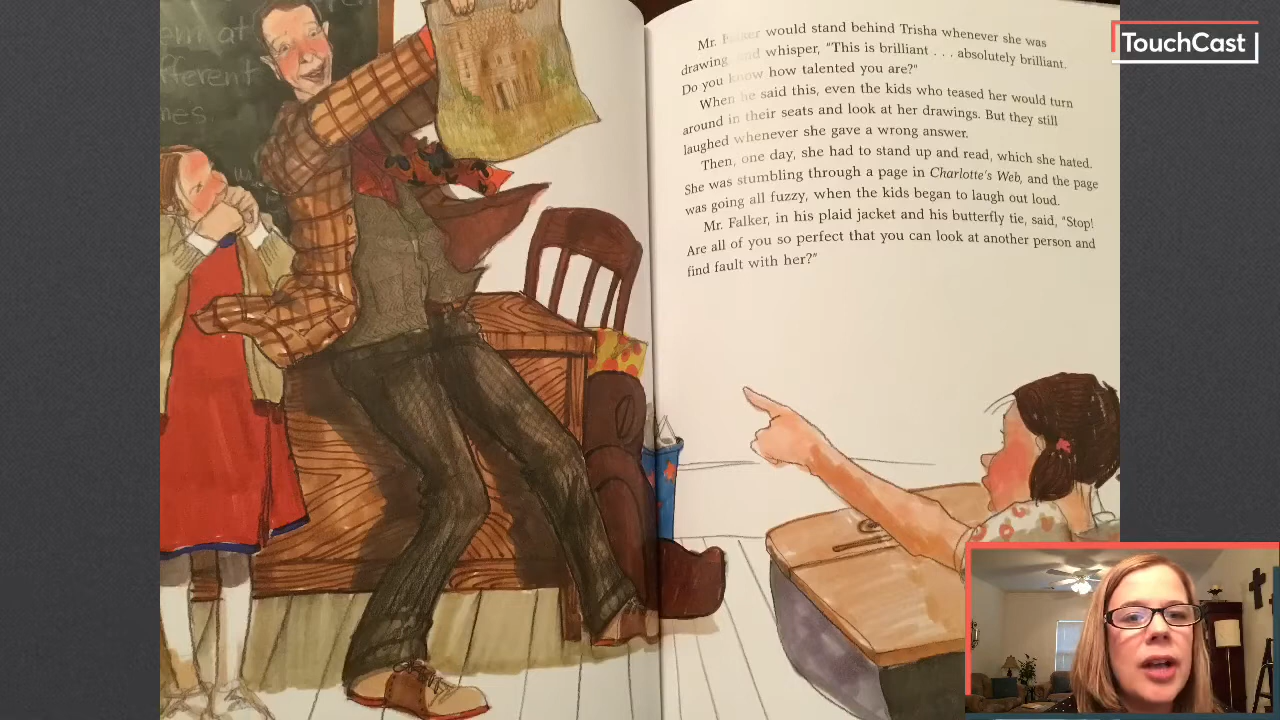 em at
fferent
mes.
Mr. Falker would stand behind Trisha whenever she was
drawing and whisper, "This is brilliant . . . absolutely brilliant.
Do you know how talented you are?"
When he said this, even the kids who teased her would turn
around in their seats and look at her drawings. But they still
laughed whenever she gave a wrong answer.
Then, one day, she had to stand up and read, which she hated.
She was stumbling through a page in Charlotte's Web, and the page
was going all fuzzy, when the kids began to laugh out loud.
Mr. Falker, in his plaid jacket and his butterfly tie, said, "Stop!
Are all of you so perfect that you can look at another person and
find fault with her?"
TouchCast